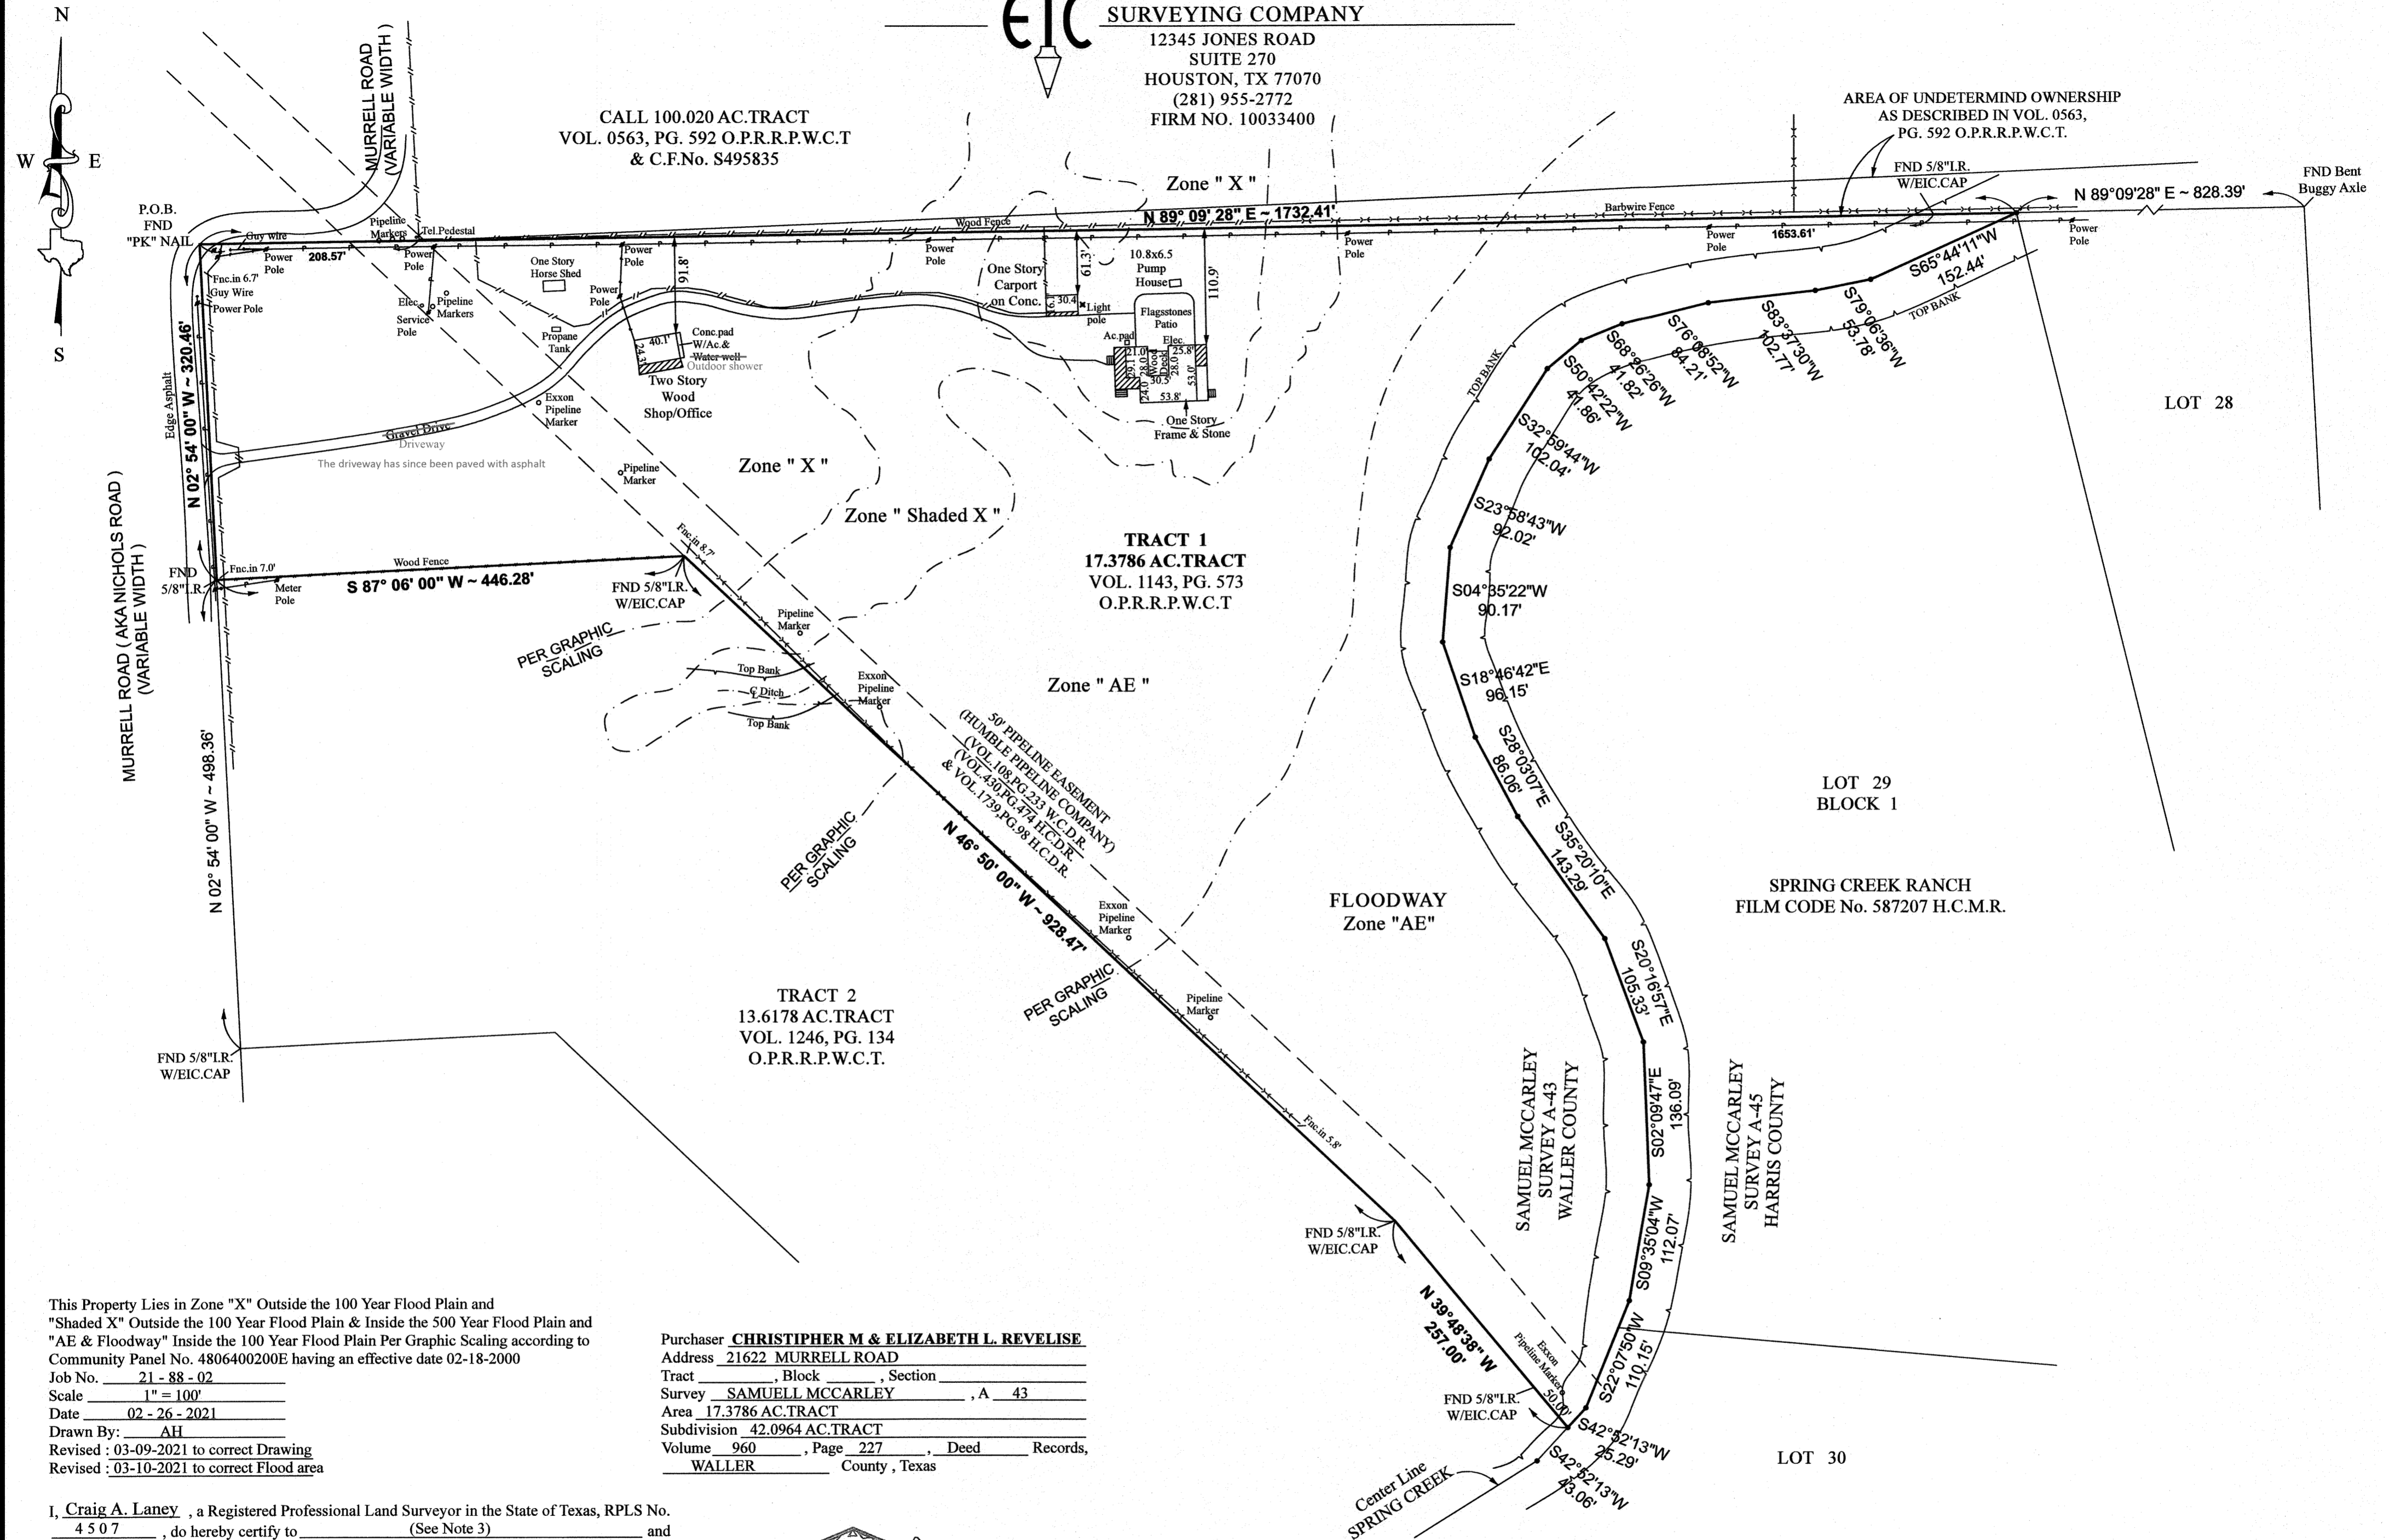 N
W E
S
EIC SURVEYING COMPANY
12345 JONES ROAD
SUITE 270
HOUSTON, TX 77070
(281) 955-2772
FIRM NO. 10033400
MURRELL ROAD
(VARIABLE WIDTH )
CALL 100.020 AC.TRACT
VOL. 0563, PG. 592 O.P.R.R.P.W.C.T
& C.F.No. S495835
AREA OF UNDETERMIND OWNERSHIP
AS DESCRIBED IN VOL. 0563,
PG. 592 O.P.R.R.P.W.C.T.
FND 5/8"I.R.
W/EIC.CAP
FND Bent
Buggy Axle
N 89°09'28" E ~ 828.39'
Zone " X "
P.O.B.
FND
"PK" NAIL
Guy wire
Pipeline
Markers
Tel.Pedestal
Wood Fence
N 89° 09' 28" E ~ 1732.41'
Barbwire Fence
1653.61'
Power
Pole
208.57'
Power
Pole
Power
Pole
Power
Pole
Power
Pole
Power
Pole
Power
Pole
Fnc.in 6.7'
Guy Wire
Power Pole
Elec.
Service
Pole
Pipeline
Markers
One Story
Horse Shed
Propane
Tank
Power
Pole
91.8'
40.1'
24.3'
Conc.pad
W/Ac.&
Water well
Outdoor shower
Two Story
Wood
Shop/Office
One Story
Carport
on Conc.
61.3'
30.4
Light
pole
10.8x6.5
Pump
House
110.9'
Flagsstones
Patio
Ac.pad
Elec.
21.0'
25.8'
29.1
28.0
Wood
Deck
28.0
30.5'
24.0
53.0'
53.8'
One Story
Frame & Stone
Edge Asphalt
N 02° 54' 00" W ~ 320.46'
Gravel Drive
Driveway
The driveway has since been paved with asphalt
Exxon
Pipeline
Marker
Pipeline
Marker
Zone " X "
Zone " Shaded X "
TRACT 1
17.3786 AC.TRACT
VOL. 1143, PG. 573
O.P.R.R.P.W.C.T
Zone " AE "
MURRELL ROAD ( AKA NICHOLS ROAD )
(VARIABLE WIDTH )
FND
5/8"I.R.
Fnc.in 7.0'
Meter
Pole
Wood Fence
S 87° 06' 00" W ~ 446.28'
Fnc.in 8.7'
FND 5/8"I.R.
W/EIC.CAP
Pipeline
Marker
PER GRAPHIC
SCALING
Top Bank
C Ditch
L
Top Bank
Exxon
Pipeline
Marker
N 02° 54' 00" W ~ 498.36'
50' PIPELINE EASEMENT
(HUMBLE PIPELINE COMPANY)
(VOL.108,PG.233 W.C.D.R.
(VOL.430,PG.474 H.C.D.R.
& VOL.1739,PG.98 H.C.D.R.
PER GRAPHIC
SCALING
N 46° 50' 00" W ~ 928.47'
Exxon
Pipeline
Marker
PER GRAPHIC
SCALING
Pipeline
Marker
FLOODWAY
Zone "AE"
TRACT 2
13.6178 AC.TRACT
VOL. 1246, PG. 134
O.P.R.R.P.W.C.T.
FND 5/8"I.R.
W/EIC.CAP
Fnc.in 5.8'
FND 5/8"I.R.
W/EIC.CAP
N 39°48'38" W
257.00'
Exxon
Pipeline Marker
50.00'
FND 5/8"I.R.
W/EIC.CAP
TOP BANK
TOP BANK
S65°44'11"W
152.44'
S79°06'36"W
53.78'
S83°37'30"W
102.77'
S76°08'52"W
84.21'
S68°26'26"W
41.82'
S50°42'22"W
41.86'
S32°59'44"W
102.04'
S23°58'43"W
92.02'
S04°35'22"W
90.17'
S18°46'42"E
96.15'
S28°03'07"E
86.06'
S35°20'10"E
143.29'
S20°16'57"E
105.33'
S02°09'47"E
136.09'
S09°35'04"W
112.07'
S22°07'50"W
110.15'
S42°52'13"W
25.29'
S42°52'13"W
43.06'
Center Line
SPRING CREEK
LOT 28
LOT 29
BLOCK 1
SPRING CREEK RANCH
FILM CODE No. 587207 H.C.M.R.
SAMUEL MCCARLEY
SURVEY A-43
WALLER COUNTY
SAMUEL MCCARLEY
SURVEY A-45
HARRIS COUNTY
LOT 30
This Property Lies in Zone "X" Outside the 100 Year Flood Plain and
"Shaded X" Outside the 100 Year Flood Plain & Inside the 500 Year Flood Plain and
"AE & Floodway" Inside the 100 Year Flood Plain Per Graphic Scaling according to
Community Panel No. 4806400200E having an effective date 02-18-2000
Job No. 21 - 88 - 02
Scale 1" = 100'
Date 02 - 26 - 2021
Drawn By: AH
Revised : 03-09-2021 to correct Drawing
Revised : 03-10-2021 to correct Flood area
Purchaser CHRISTIPHER M & ELIZABETH L. REVELISE
Address 21622 MURRELL ROAD
Tract , Block , Section
Survey SAMUELL MCCARLEY , A 43
Area 17.3786 AC.TRACT
Subdivision 42.0964 AC.TRACT
Volume 960 , Page 227 , Deed Records,
WALLER County , Texas
I, Craig A. Laney , a Registered Professional Land Surveyor in the State of Texas, RPLS No.
4 5 0 7 , do hereby certify to (See Note 3) and